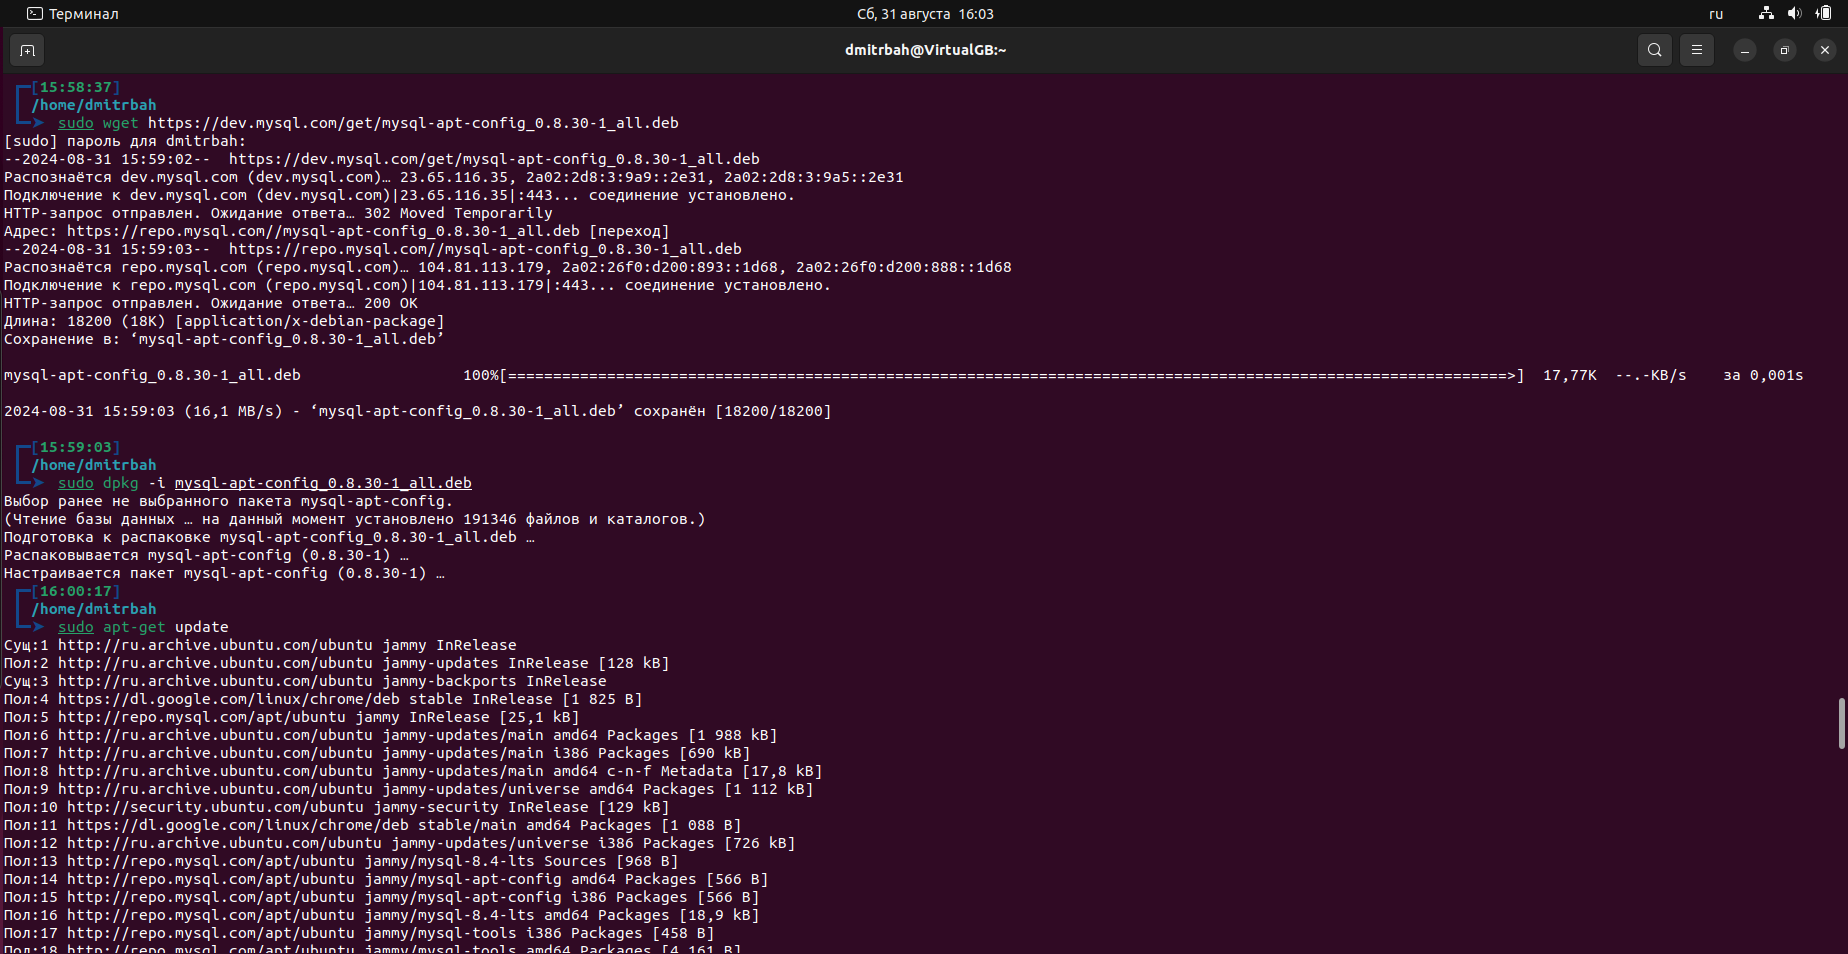 Терминал
Сб, 31 августа 16:03
ru
dmitrbah@VirtualGB:~
[15:58:37]
/home/dmitrbah
sudo wget https://dev.mysql.com/get/mysql-apt-config_0.8.30-1_all.deb
[sudo] пароль для dmitrbah:
--2024-08-31 15:59:02-- https://dev.mysql.com/get/mysql-apt-config_0.8.30-1_all.deb
Распознаётся dev.mysql.com (dev.mysql.com)… 23.65.116.35, 2a02:2d8:3:9a9::2e31, 2a02:2d8:3:9a5::2e31
Подключение к dev.mysql.com (dev.mysql.com)|23.65.116.35|:443... соединение установлено.
HTTP-запрос отправлен. Ожидание ответа… 302 Moved Temporarily
Адрес: https://repo.mysql.com//mysql-apt-config_0.8.30-1_all.deb [переход]
--2024-08-31 15:59:03-- https://repo.mysql.com//mysql-apt-config_0.8.30-1_all.deb
Распознаётся repo.mysql.com (repo.mysql.com)… 104.81.113.179, 2a02:26f0:d200:893::1d68, 2a02:26f0:d200:888::1d68
Подключение к repo.mysql.com (repo.mysql.com)|104.81.113.179|:443... соединение установлено.
HTTP-запрос отправлен. Ожидание ответа… 200 OK
Длина: 18200 (18K) [application/x-debian-package]
Сохранение в: ‘mysql-apt-config_0.8.30-1_all.deb’
mysql-apt-config_0.8.30-1_all.deb 100%[===============================================================================================================>] 17,77K --.-KB/s за 0,001s
2024-08-31 15:59:03 (16,1 MB/s) - ‘mysql-apt-config_0.8.30-1_all.deb’ сохранён [18200/18200]
[15:59:03]
/home/dmitrbah
sudo dpkg -i mysql-apt-config_0.8.30-1_all.deb
Выбор ранее не выбранного пакета mysql-apt-config.
(Чтение базы данных … на данный момент установлено 191346 файлов и каталогов.)
Подготовка к распаковке mysql-apt-config_0.8.30-1_all.deb …
Распаковывается mysql-apt-config (0.8.30-1) …
Настраивается пакет mysql-apt-config (0.8.30-1) …
[16:00:17]
/home/dmitrbah
sudo apt-get update
Сущ:1 http://ru.archive.ubuntu.com/ubuntu jammy InRelease
Пол:2 http://ru.archive.ubuntu.com/ubuntu jammy-updates InRelease [128 kB]
Сущ:3 http://ru.archive.ubuntu.com/ubuntu jammy-backports InRelease
Пол:4 https://dl.google.com/linux/chrome/deb stable InRelease [1 825 B]
Пол:5 http://repo.mysql.com/apt/ubuntu jammy InRelease [25,1 kB]
Пол:6 http://ru.archive.ubuntu.com/ubuntu jammy-updates/main amd64 Packages [1 988 kB]
Пол:7 http://ru.archive.ubuntu.com/ubuntu jammy-updates/main i386 Packages [690 kB]
Пол:8 http://ru.archive.ubuntu.com/ubuntu jammy-updates/main amd64 c-n-f Metadata [17,8 kB]
Пол:9 http://ru.archive.ubuntu.com/ubuntu jammy-updates/universe amd64 Packages [1 112 kB]
Пол:10 http://security.ubuntu.com/ubuntu jammy-security InRelease [129 kB]
Пол:11 https://dl.google.com/linux/chrome/deb stable/main amd64 Packages [1 088 B]
Пол:12 http://ru.archive.ubuntu.com/ubuntu jammy-updates/universe i386 Packages [726 kB]
Пол:13 http://repo.mysql.com/apt/ubuntu jammy/mysql-8.4-lts Sources [968 B]
Пол:14 http://repo.mysql.com/apt/ubuntu jammy/mysql-apt-config amd64 Packages [566 B]
Пол:15 http://repo.mysql.com/apt/ubuntu jammy/mysql-apt-config i386 Packages [566 B]
Пол:16 http://repo.mysql.com/apt/ubuntu jammy/mysql-8.4-lts amd64 Packages [18,9 kB]
Пол:17 http://repo.mysql.com/apt/ubuntu jammy/mysql-tools i386 Packages [458 B]
Пол:18 http://repo.mysql.com/apt/ubuntu jammy/mysql-tools amd64 Packages [4 161 B]